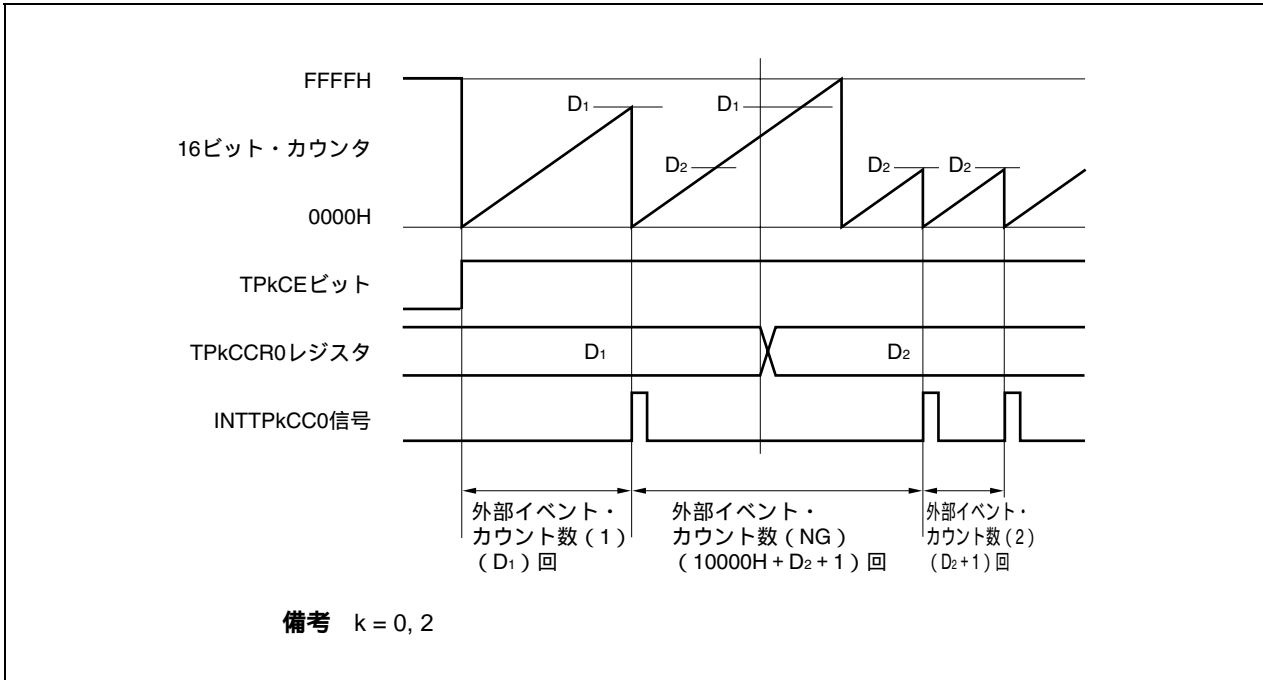 FFFFH
D1
D1
16ビット・カウンタ
D2
D2
D2
0000H
TPkCEビット
TPkCCR0レジスタ
D1
D2
INTTPkCC0信号
外部イベント・
カウント数(1)
(D1)回
外部イベント・
カウント数(NG)
(10000H + D2 + 1)回
外部イベント・
カウント数(2)
(D2+1)回
備考 k = 0, 2